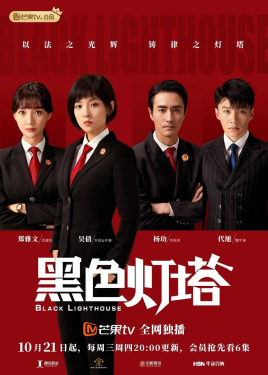 芒果tv 会员
BLACK LIGHTHOUSE
以法之光辉 铸律之灯塔
郑雅文 吴倩 杨玏 代旭
黑色灯塔
BLACK LIGHTHOUSE
芒果tv 全网独播
10月21日起，每周三周四20:00更新，会员抢先看6集